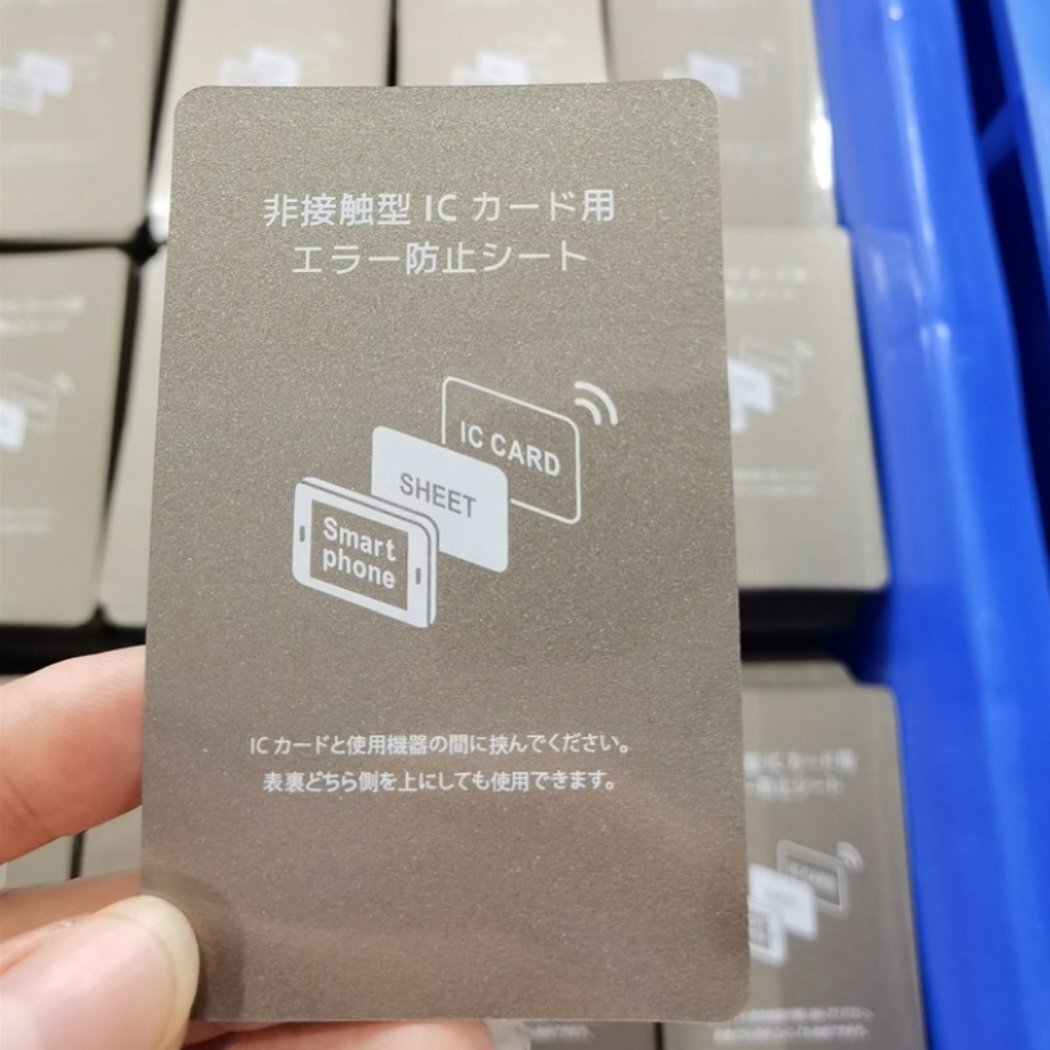 非接触型 IC カード用
エラー防止シート
IC CARD
SHEET
Smart
phone
IC カードと使用機器の間に挟んでください。
表裏どちら側を上にしても使用できます。